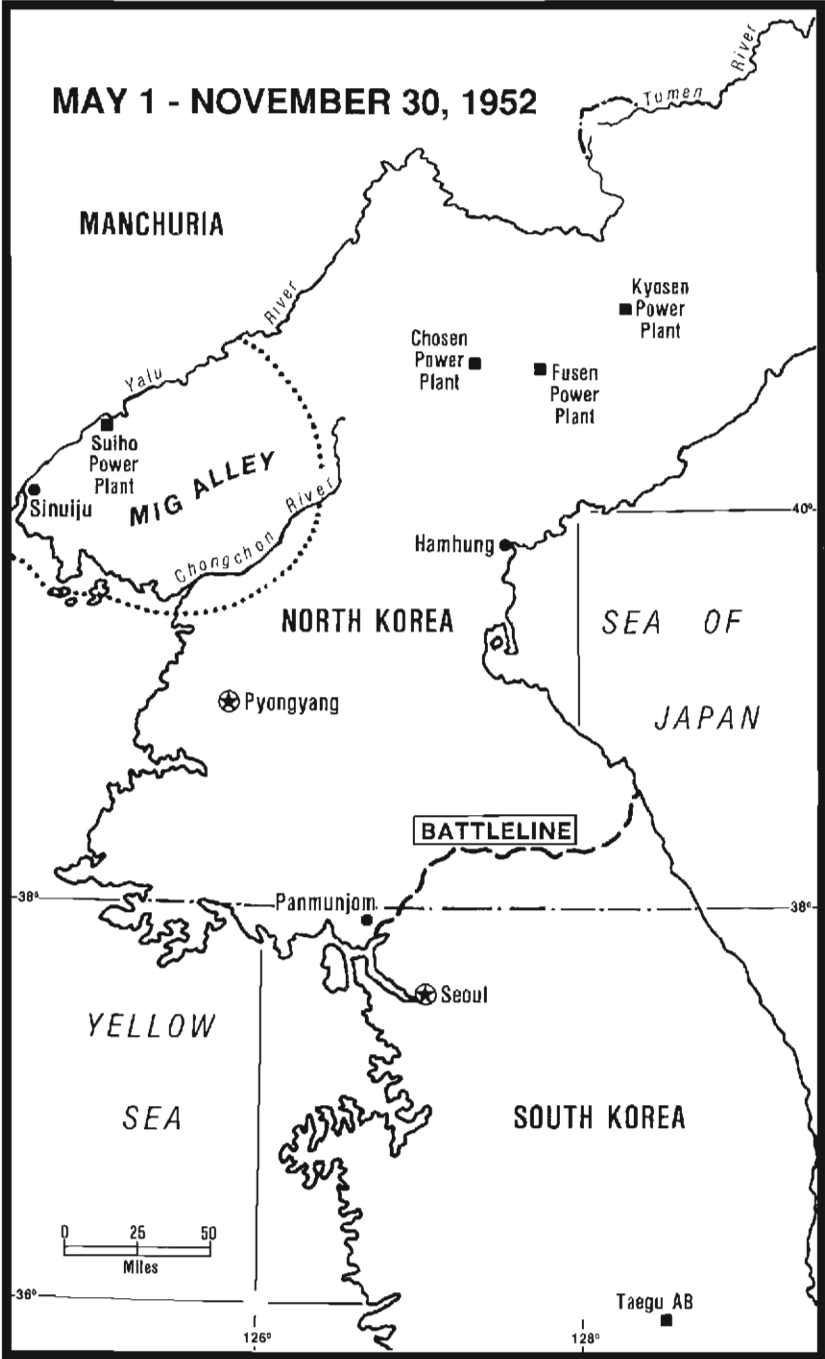 MAY 1 - NOVEMBER 30, 1952
Tumen River
MANCHURIA
Yalu River
Kyosen
Power
Plant
Chosen
Power
Plant
Fusen
Power
Plant
Suiho
Power
Plant
MIG ALLEY
Sinuiju
Chongchon River
40°
Hamhung
NORTH KOREA
SEA OF
JAPAN
Pyongyang
BATTLELINE
38°
Panmunjom
38°
Seoul
YELLOW
SEA
SOUTH KOREA
0 25 50
Miles
36°
Taegu AB
126°
128°